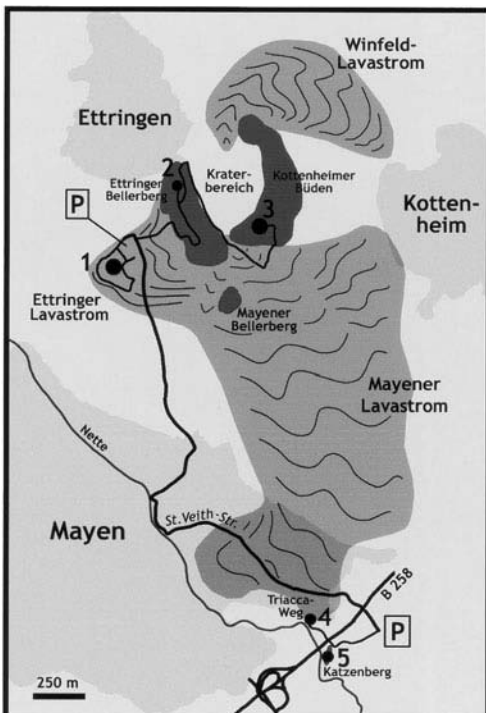 Winfeld-
Lavastrom
Ettringen
2
Ettringer
Bellerberg
Krater-
bereich
Kottenheimer
Büden
Kotten-
heim
P
3
1
Ettringer
Lavastrom
Mayener
Bellerberg
Mayener
Lavastrom
Nette
Mayen
St.Veith-Str.
B 258
Triacca-
Weg
4
P
5
Katzenberg
250 m